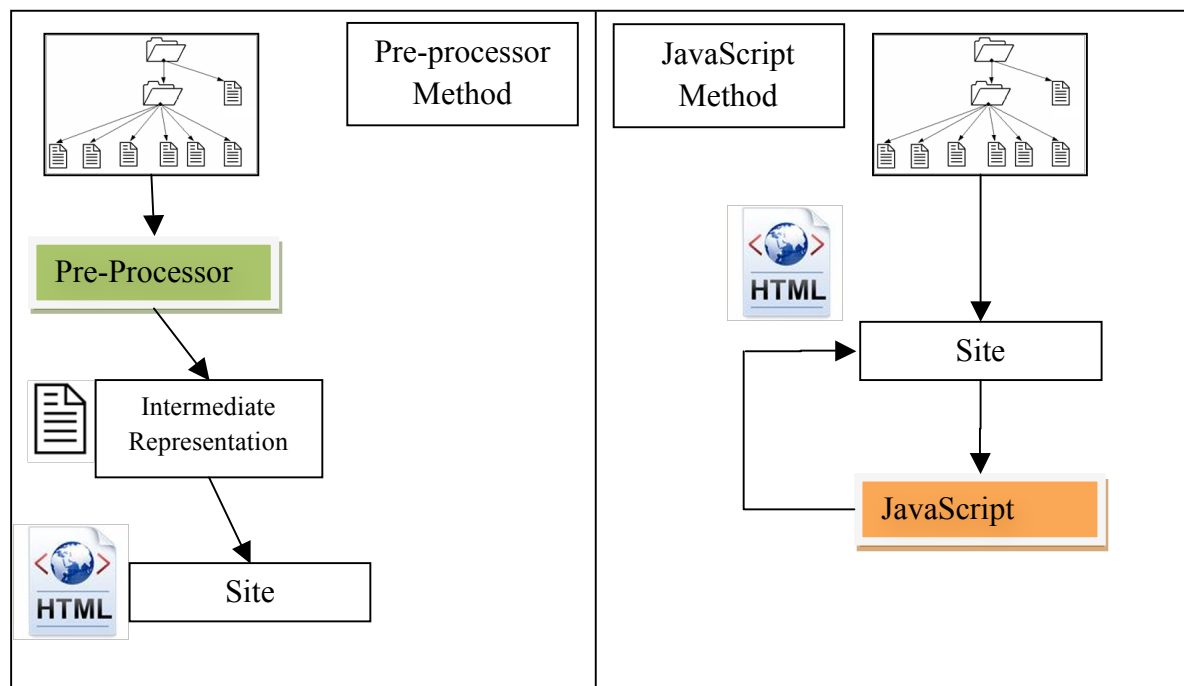 Pre-processor
Method
Pre-Processor
Intermediate
Representation
HTML
Site
JavaScript
Method
HTML
Site
JavaScript